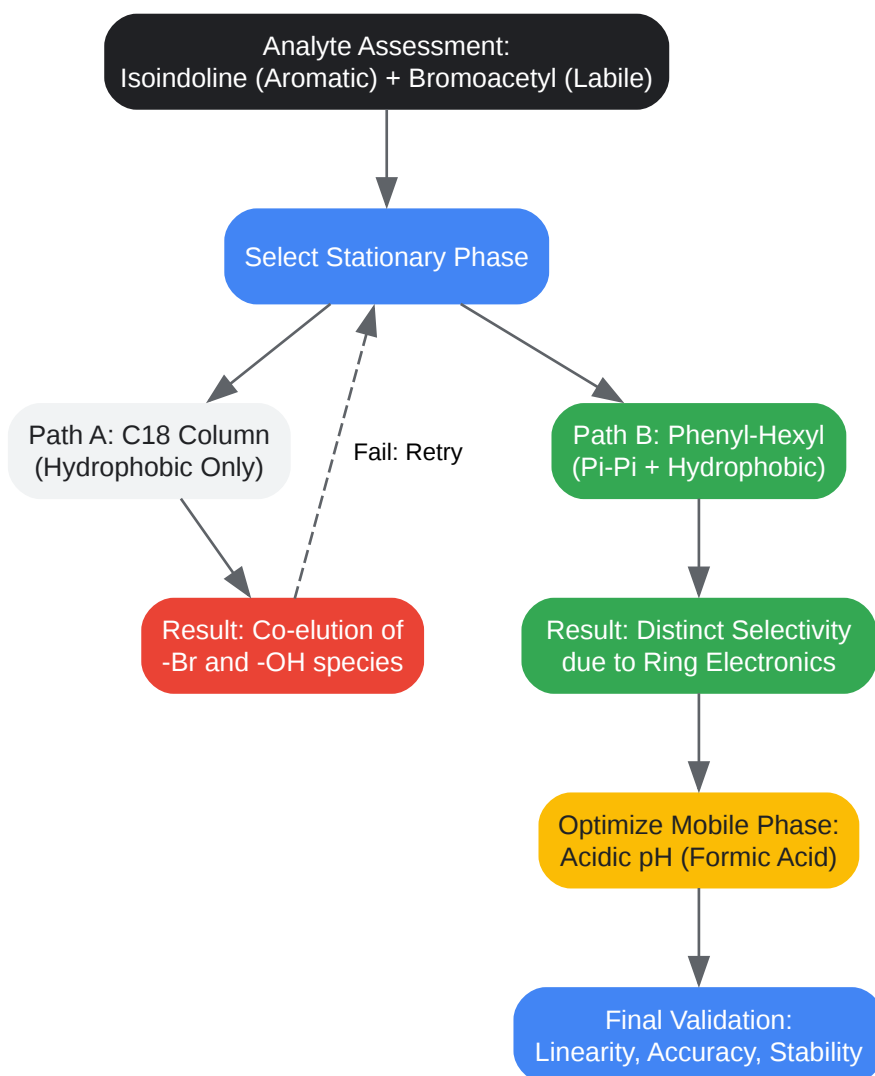 Analyte Assessment:
Isoindoline (Aromatic) + Bromoacetyl (Labile)
Select Stationary Phase
Path A: C18 Column
(Hydrophobic Only)
Fail: Retry
Path B: Phenyl-Hexyl
(Pi-Pi + Hydrophobic)
Result: Co-elution of
-Br and -OH species
Result: Distinct Selectivity
due to Ring Electronics
Optimize Mobile Phase:
Acidic pH (Formic Acid)
Final Validation:
Linearity, Accuracy, Stability